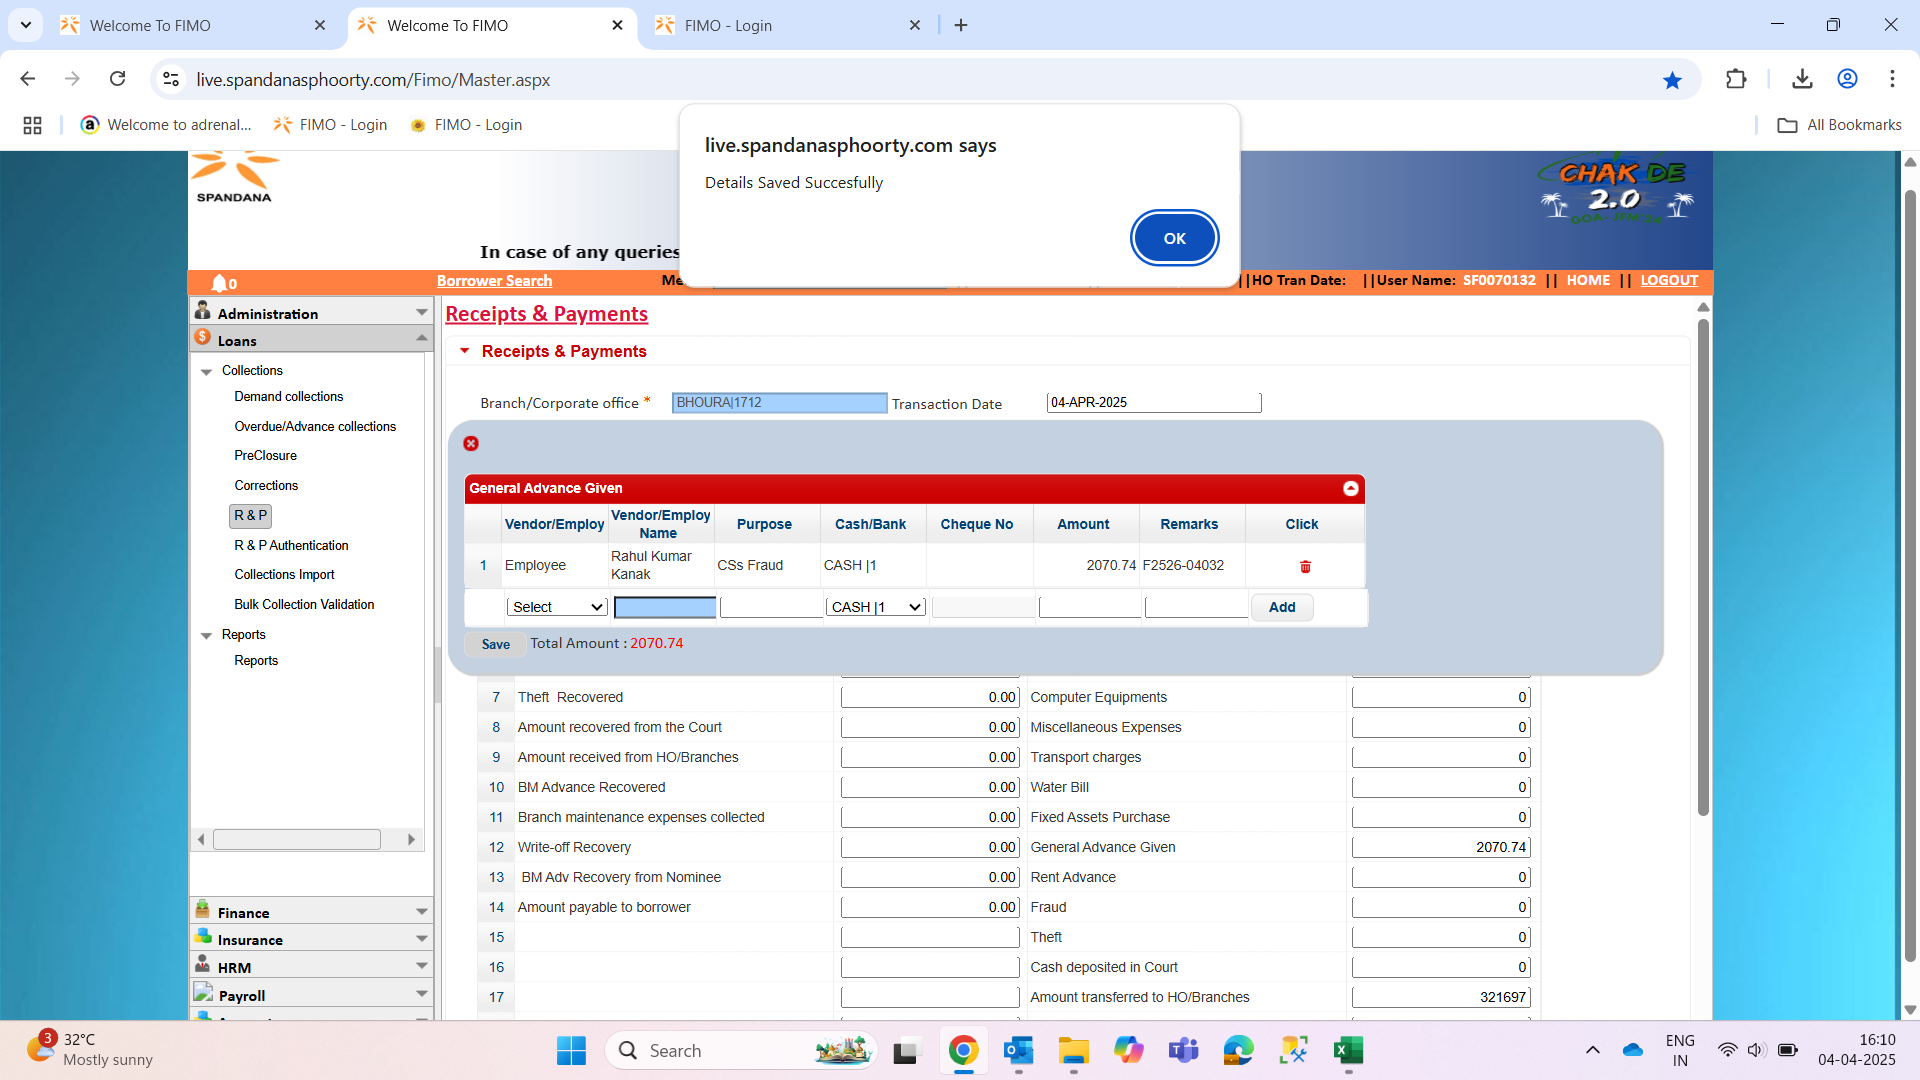 Welcome To FIMO
Welcome To FIMO
FIMO - Login
live.spandanasphoorty.com/Fimo/Master.aspx
Welcome to adrenal...
FIMO - Login
FIMO - Login
All Bookmarks
live.spandanasphoorty.com says
Details Saved Succesfully
OK
SPANDANA
CHAK DE
2.0
In case of any queries
0
Borrower Search
Me
||HO Tran Date: ||User Name: SF0070132 || HOME || LOGOUT
Administration
Loans
Collections
Demand collections
Overdue/Advance collections
PreClosure
Corrections
R & P
R & P Authentication
Collections Import
Bulk Collection Validation
Reports
Reports
Finance
Insurance
HRM
Payroll
Receipts & Payments
Receipts & Payments
Branch/Corporate office * BHOURA|1712 Transaction Date 04-APR-2025
General Advance Given
Vendor/Employ Vendor/Employ Name Purpose Cash/Bank Cheque No Amount Remarks Click
1 Employee Rahul Kumar Kanak CSs Fraud CASH |1 2070.74 F2526-04032
Select CASH |1 Add
Save Total Amount : 2070.74
7 Theft Recovered 0.00 Computer Equipments 0
8 Amount recovered from the Court 0.00 Miscellaneous Expenses 0
9 Amount received from HO/Branches 0.00 Transport charges 0
10 BM Advance Recovered 0.00 Water Bill 0
11 Branch maintenance expenses collected 0.00 Fixed Assets Purchase 0
12 Write-off Recovery 0.00 General Advance Given 2070.74
13 BM Adv Recovery from Nominee 0.00 Rent Advance 0
14 Amount payable to borrower 0.00 Fraud 0
15 Theft 0
16 Cash deposited in Court 0
17 Amount transferred to HO/Branches 321697
3
32°C
Mostly sunny
Search
ENG
IN
16:10
04-04-2025